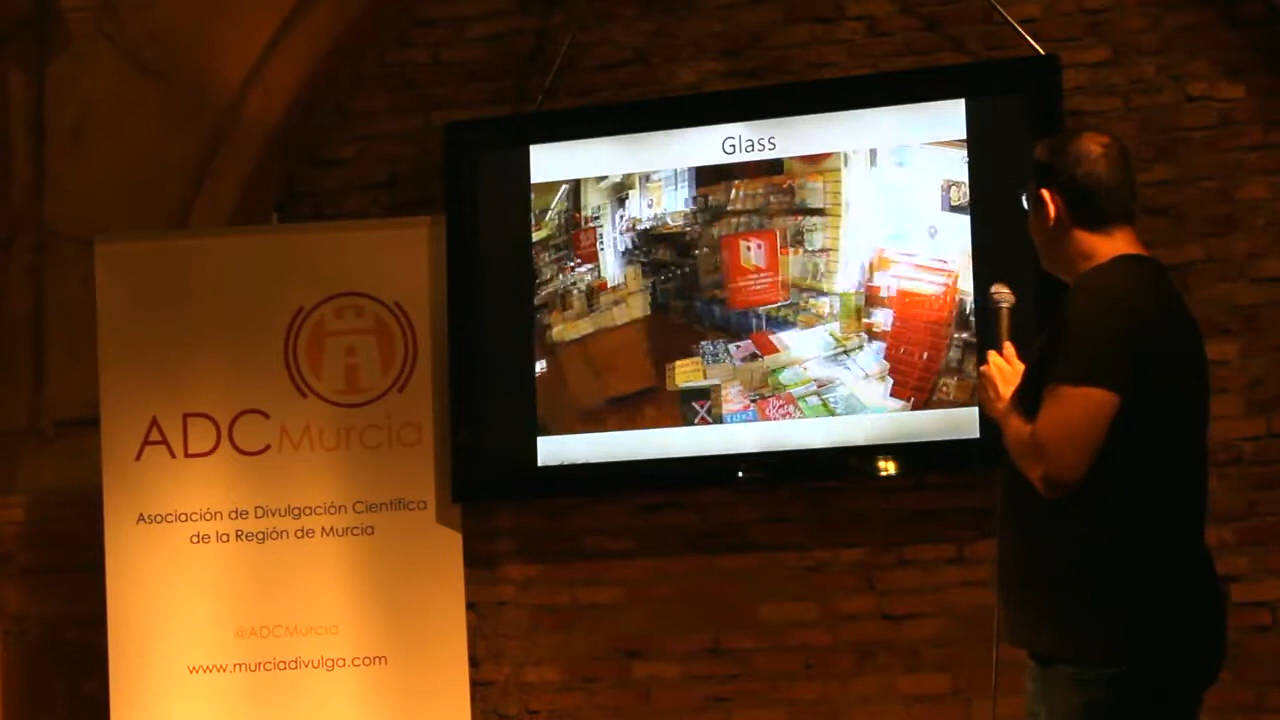 Glass
ADCMurcia
Asociación de Divulgación Científica
de la Región de Murcia
@ADCMurcia
www.murciadivulga.com